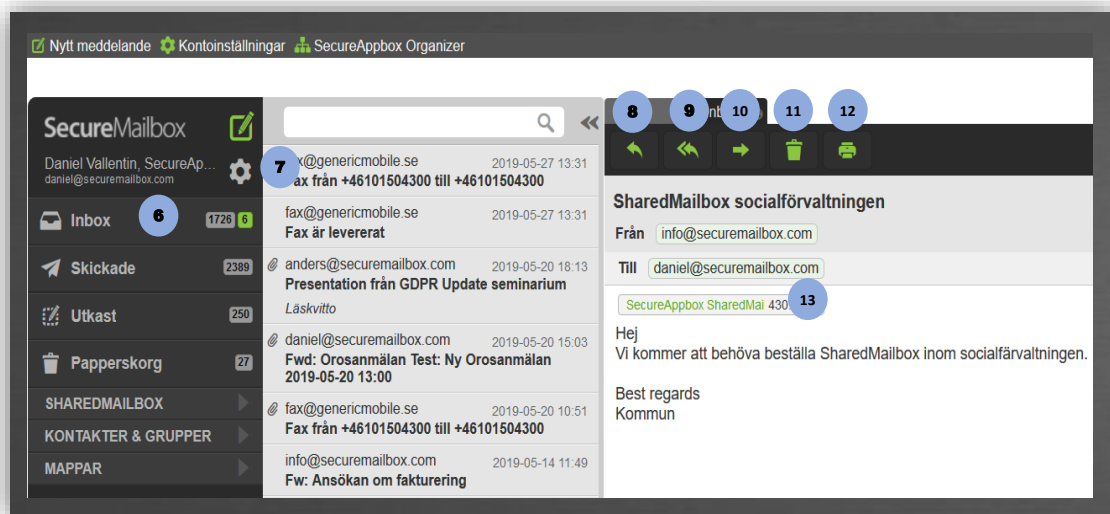 Nytt meddelande Kontoinställningar SecureAppbox Organizer
SecureMailbox
Daniel Vallentin, SecureAp...
daniel@securemailbox.com
6
Inbox 1726 6
Skickade 2389
Utkast 250
Papperskorg 27
SHAREDMAILBOX
KONTAKTER & GRUPPER
MAPPAR
7
fax@genericmobile.se 2019-05-27 13:31
Fax från +46101504300 till +46101504300
fax@genericmobile.se 2019-05-27 13:31
Fax är levererat
anders@securemailbox.com 2019-05-20 18:13
Presentation från GDPR Update seminarium
Läskvitto
daniel@securemailbox.com 2019-05-20 15:03
Fwd: Orosanmälan Test: Ny Orosanmälan
2019-05-20 13:00
fax@genericmobile.se 2019-05-20 10:51
Fax från +46101504300 till +46101504300
info@securemailbox.com 2019-05-14 11:49
Fw: Ansökan om fakturering
8 9 10 11 12
SharedMailbox socialförvaltningen
Från info@securemailbox.com
Till daniel@securemailbox.com
SecureAppbox SharedMai 430 13
Hej
Vi kommer att behöva beställa SharedMailbox inom socialfärvaltningen.
Best regards
Kommun